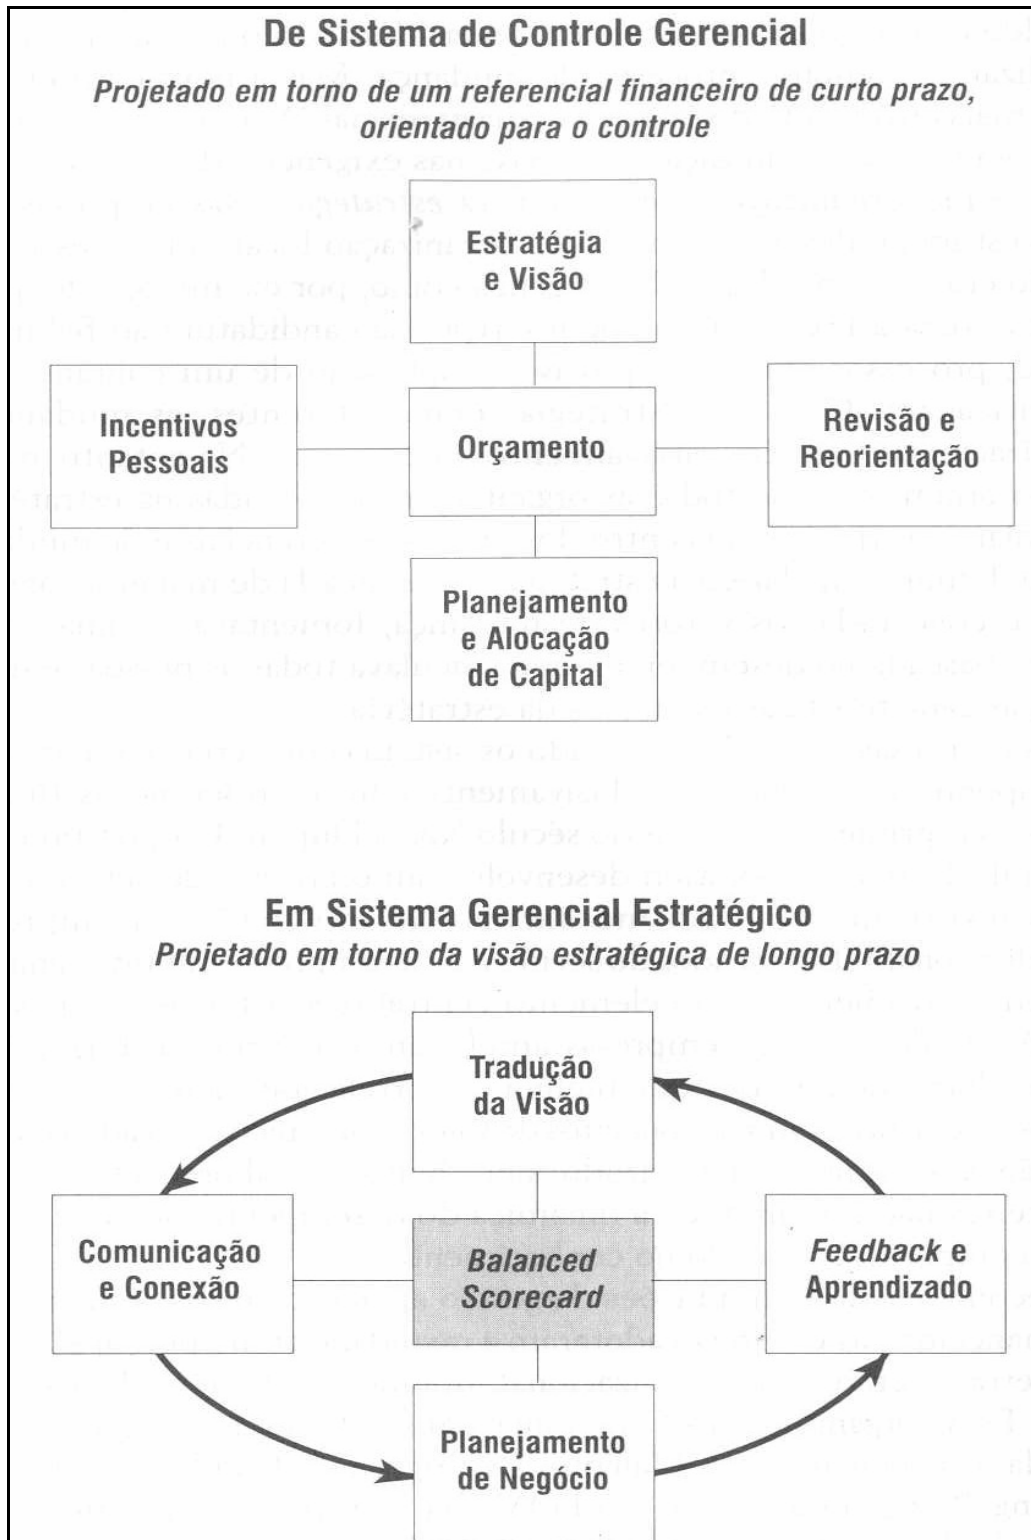 De Sistema de Controle Gerencial
Projetado em torno de um referencial financeiro de curto prazo,
orientado para o controle
Estratégia
e Visão
Incentivos
Pessoais
Orçamento
Revisão e
Reorientação
Planejamento
e Alocação
de Capital
Em Sistema Gerencial Estratégico
Projetado em torno da visão estratégica de longo prazo
Tradução
da Visão
Comunicação
e Conexão
Balanced
Scorecard
Feedback e
Aprendizado
Planejamento
de Negócio